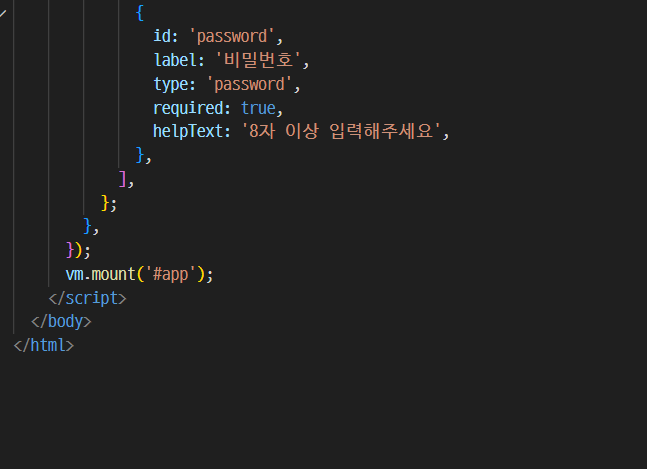 {
id: 'password',
label: '비밀번호',
type: 'password',
required: true,
helpText: '8자 이상 입력해주세요',
},
],
};
},
});
vm.mount('#app');
</script>
</body>
</html>